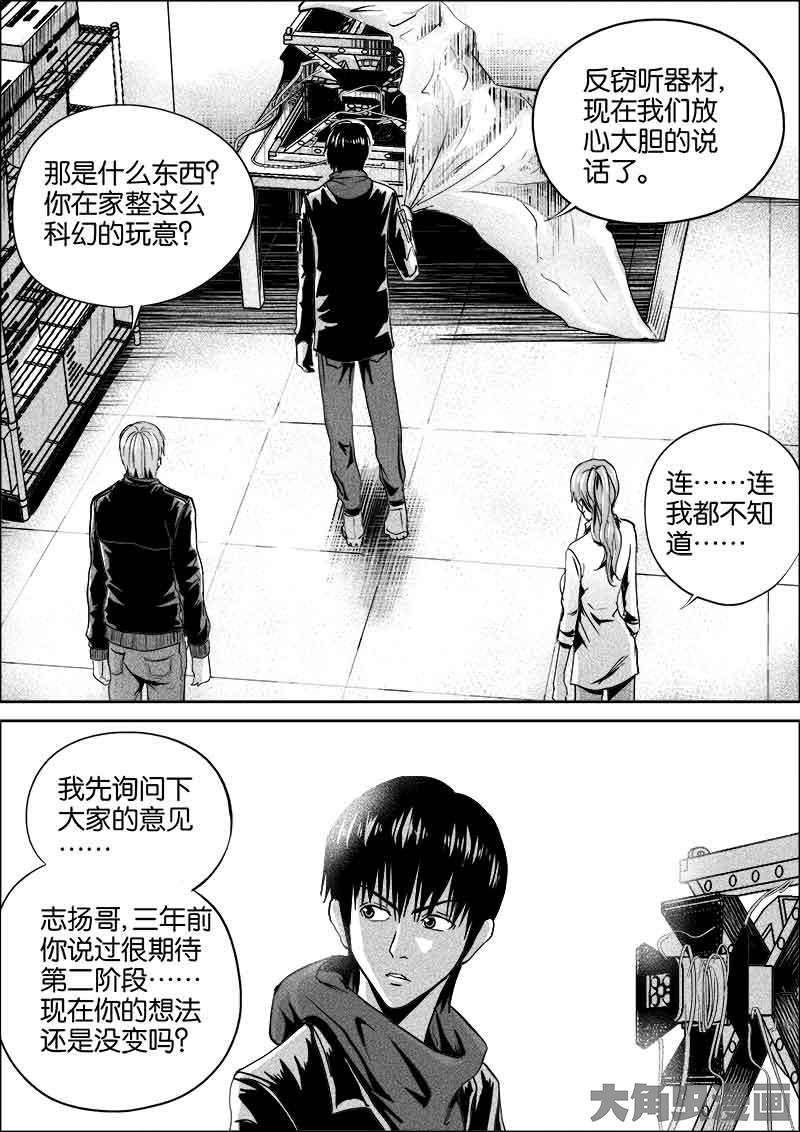 那是什么东西?
你在家整这么
科幻的玩意?
反窃听器材,
现在我们放
心大胆的说
话了。
连……连
我都不知
道……
我先询问下
大家的意见
……
志扬哥,三年前
你说过很期待
第二阶段……
现在你的想法
还是没变吗?
大角虫漫画